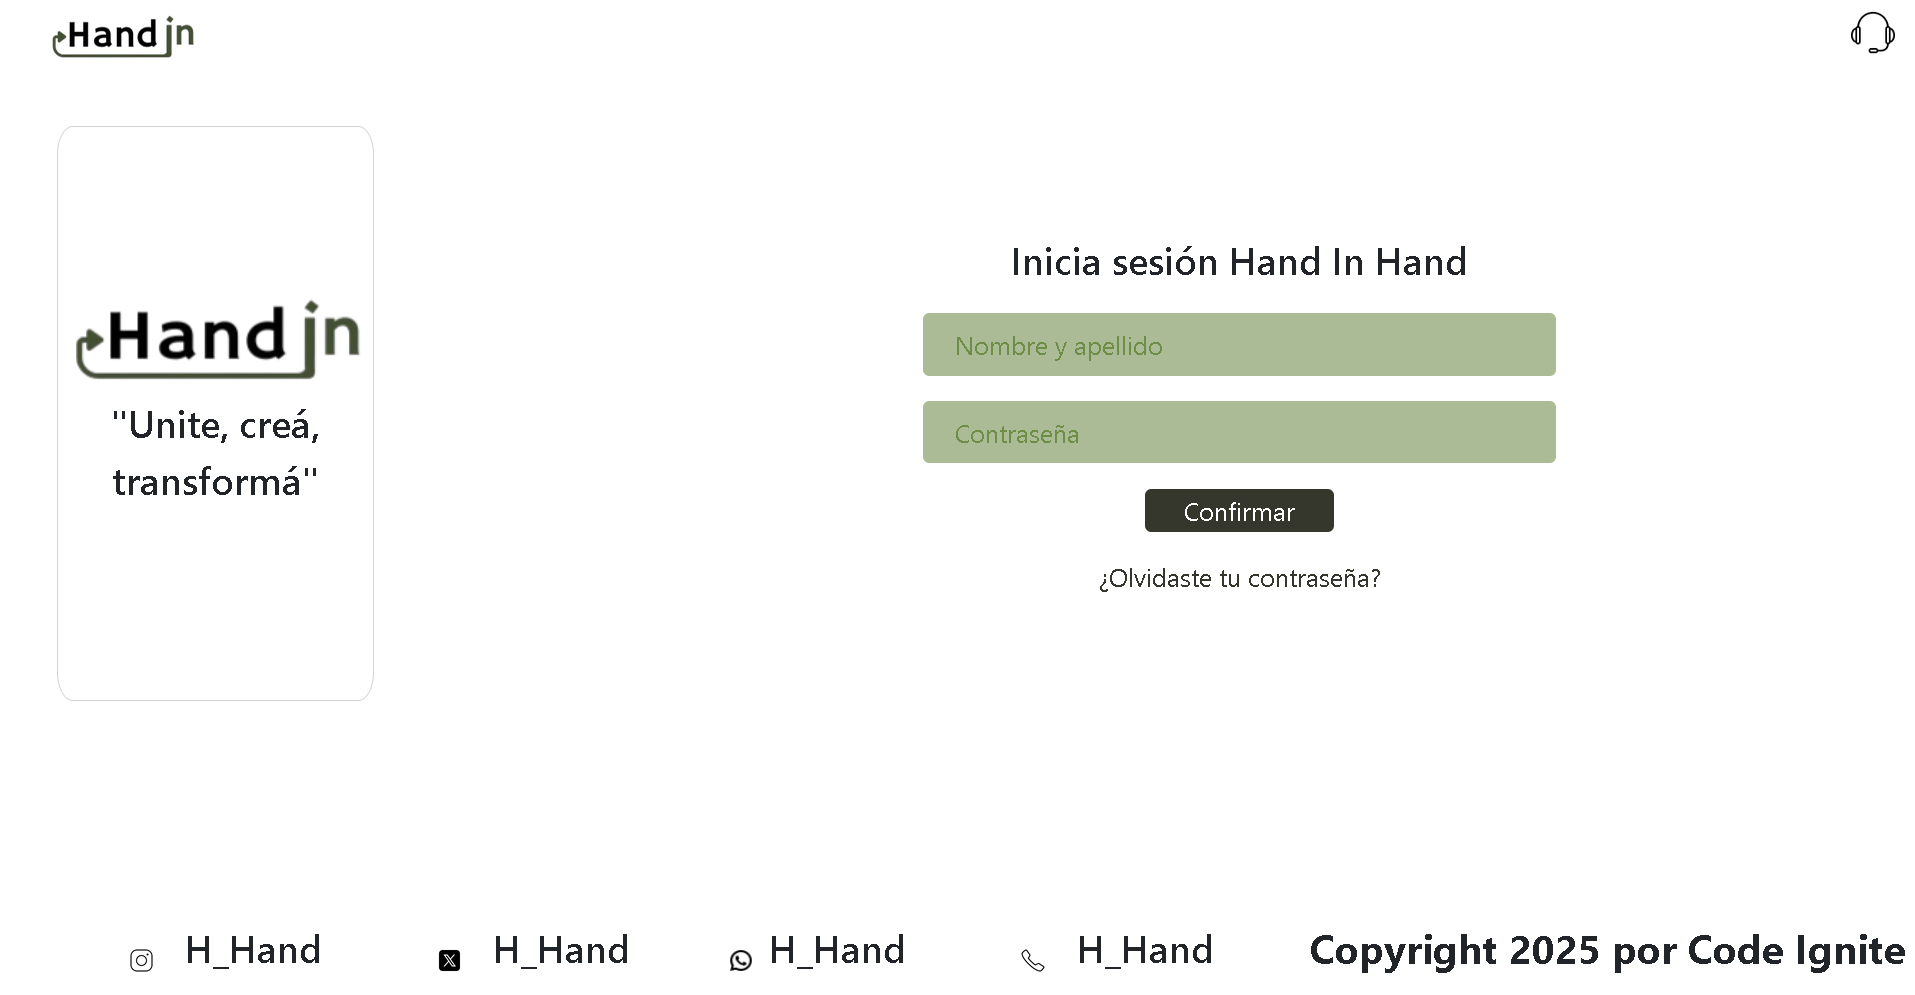 Hand in
Hand in
"Unite, creá,
transformá"
Inicia sesión Hand In Hand
Nombre y apellido
Contraseña
Confirmar
¿Olvidaste tu contraseña?
H_Hand
H_Hand
H_Hand
H_Hand
Copyright 2025 por Code Ignite